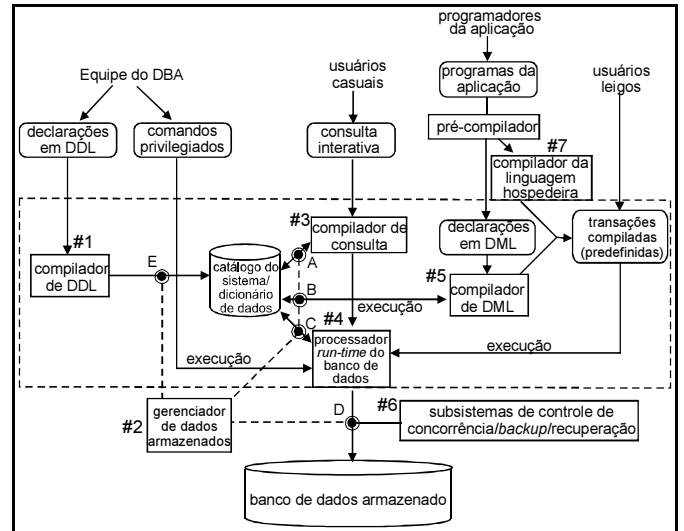 programadores
da aplicação
usuários
casuais
usuários
leigos
Equipe do DBA
programas da
aplicação
declarações
em DDL
comandos
privilegiados
consulta
interativa
pré-compilador
#7
compilador da
linguagem
hospedeira
#1
compilador
de DDL
E
catálogo do
sistema/
dicionário
de dados
#3
compilador de
consulta
A
B
C
declarações
em DML
transações
compiladas
(predefinidas)
#5
compilador
de DML
execução
#4
processador
run-time do
banco de
dados
execução
execução
#2
gerenciador
de dados
armazenados
D
#6
subsistemas de controle de
concorrência/backup/recuperação
banco de dados armazenado